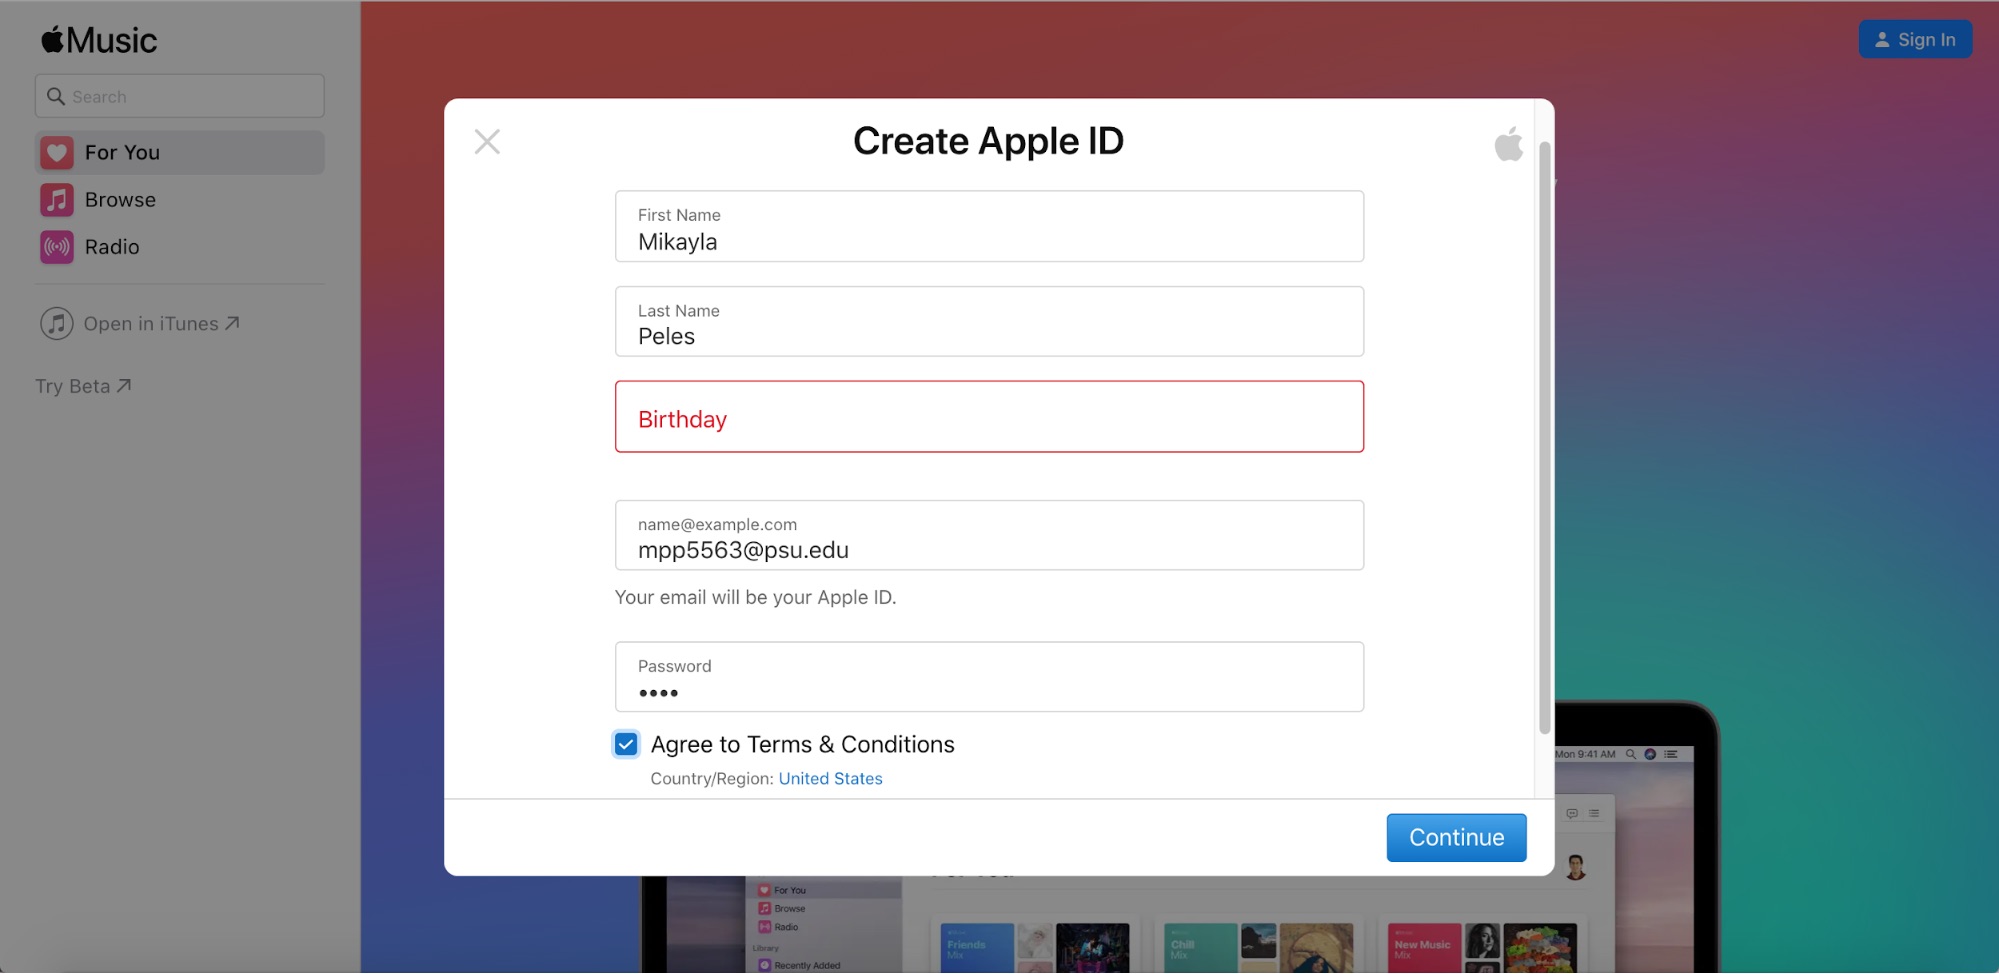 Music
Search
For You
Browse
Radio
Open in iTunes
Try Beta
Sign In
Create Apple ID
First Name
Mikayla
Last Name
Peles
Birthday
name@example.com
mpp5563@psu.edu
Your email will be your Apple ID.
Password
Agree to Terms & Conditions
Country/Region: United States
Continue
Mon 9:41 AM
For You
Browse
Radio
Library
Recently Added
Friends
Mix
Chill
Mix
New Music
Mix